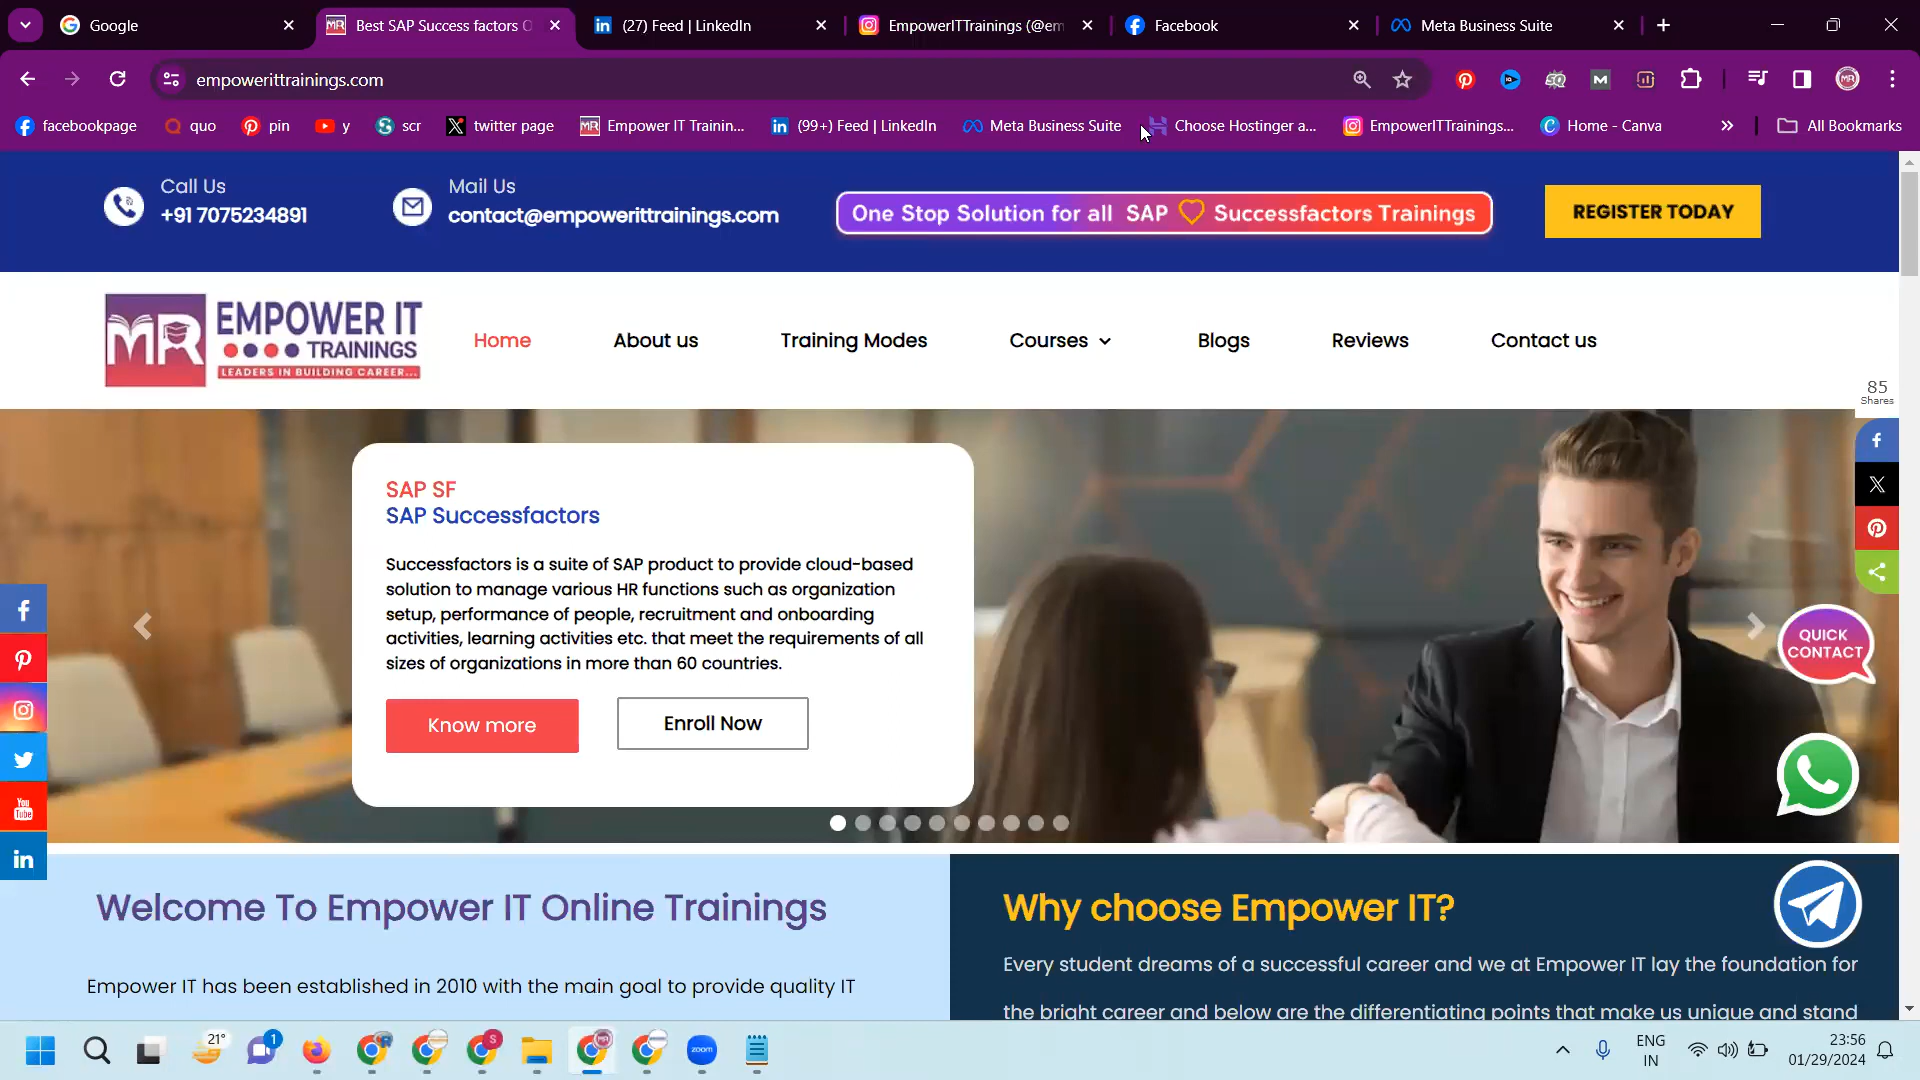 Google
Best SAP Success factors O
(27) Feed | LinkedIn
EmpowerITTrainings (@em
Facebook
Meta Business Suite
empowerittrainings.com
facebookpage
quo
pin
y
scr
twitter page
Empower IT Trainin...
(99+) Feed | LinkedIn
Meta Business Suite
Choose Hostinger a...
EmpowerITTrainings...
Home - Canva
All Bookmarks
Call Us
+91 7075234891
Mail Us
contact@empowerittrainings.com
One Stop Solution for all SAP Successfactors Trainings
REGISTER TODAY
MR
EMPOWER IT
TRAININGS
LEADERS IN BUILDING CAREER...
Home
About us
Training Modes
Courses
Blogs
Reviews
Contact us
85
Shares
SAP SF
SAP Successfactors
Successfactors is a suite of SAP product to provide cloud-based
solution to manage various HR functions such as organization
setup, performance of people, recruitment and onboarding
activities, learning activities etc. that meet the requirements of all
sizes of organizations in more than 60 countries.
Know more
Enroll Now
QUICK
CONTACT
Welcome To Empower IT Online Trainings
Empower IT has been established in 2010 with the main goal to provide quality IT
Why choose Empower IT?
Every student dreams of a successful career and we at Empower IT lay the foundation for
the bright career and below are the differentiating points that make us unique and stand
21°
1
S
zoom
ENG
IN
23:56
01/29/2024